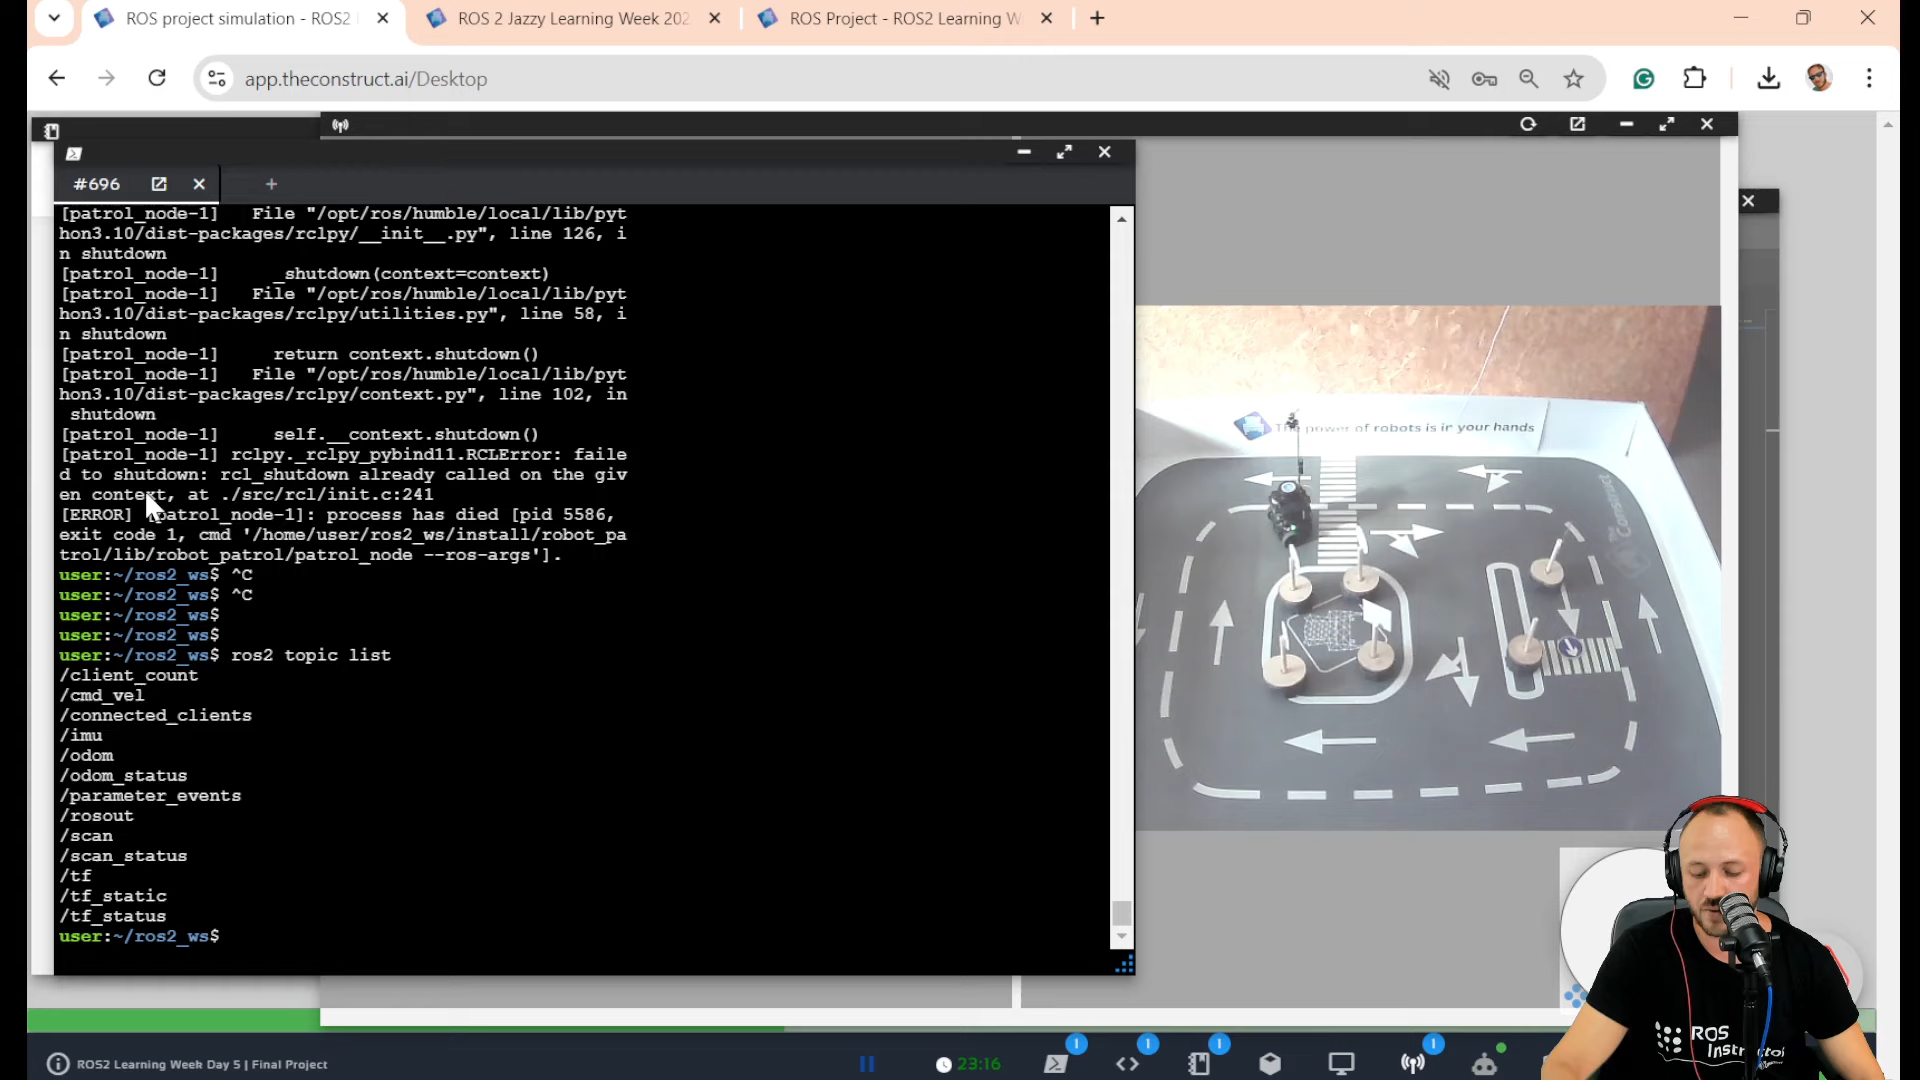 ROS project simulation - ROS2
ROS 2 Jazzy Learning Week 202
ROS Project - ROS2 Learning W
app.theconstruct.ai/Desktop
#696
[patrol_node-1]   File "/opt/ros/humble/local/lib/pyt
hon3.10/dist-packages/rclpy/__init__.py", line 126, i
n shutdown
[patrol_node-1]     _shutdown(context=context)
[patrol_node-1]   File "/opt/ros/humble/local/lib/pyt
hon3.10/dist-packages/rclpy/utilities.py", line 58, i
n shutdown
[patrol_node-1]     return context.shutdown()
[patrol_node-1]   File "/opt/ros/humble/local/lib/pyt
hon3.10/dist-packages/rclpy/context.py", line 102, in
 shutdown
[patrol_node-1]     self.__context.shutdown()
[patrol_node-1] rclpy._rclpy_pybind11.RCLError: faile
d to shutdown: rcl_shutdown already called on the giv
en context, at ./src/rcl/init.c:241
[ERROR] [patrol_node-1]: process has died [pid 5586,
exit code 1, cmd '/home/user/ros2_ws/install/robot_pa
trol/lib/robot_patrol/patrol_node --ros-args'].
user:~/ros2_ws$ ^C
user:~/ros2_ws$ ^C
user:~/ros2_ws$
user:~/ros2_ws$
user:~/ros2_ws$ ros2 topic list
/client_count
/cmd_vel
/connected_clients
/imu
/odom
/odom_status
/parameter_events
/rosout
/scan
/scan_status
/tf
/tf_static
/tf_status
user:~/ros2_ws$
The power of robots is in your hands
The Construct
ROS
Instructor
1
1
1
1
ROS2 Learning Week Day 5 | Final Project
23:16